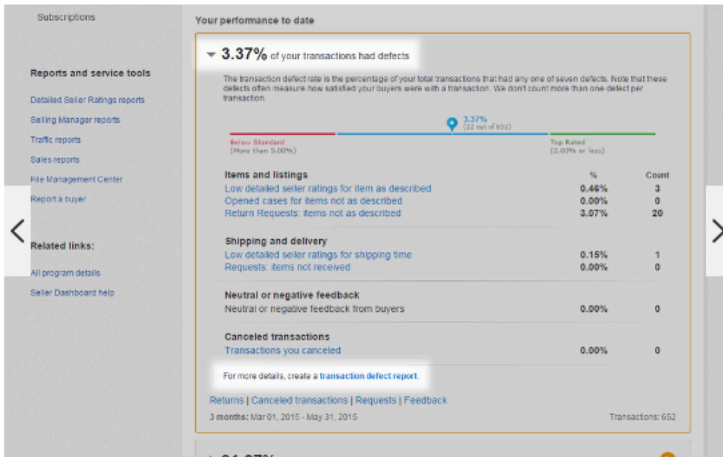 Subscriptions
Reports and service tools
Detailed Seller Ratings reports
Selling Manager reports
Traffic reports
Sales reports
File Management Center
Report a buyer
Related links:
All program details
Seller Dashboard help
Your performance to date
3.37% of your transactions had defects
The transaction defect rate is the percentage of your total transactions that had any one of seven defects. Note that these
defects often measure how satisfied your buyers were with a transaction. We don't count more than one defect per
transaction.
3.37%
(22 out of 652)
Below Standard
(More than 5.00%)
Top Rated
(2.00% or less)
Items and listings % Count
Low detailed seller ratings for item as described 0.46% 3
Opened cases for items not as described 0.00% 0
Return Requests: items not as described 3.07% 20
Shipping and delivery
Low detailed seller ratings for shipping time 0.15% 1
Requests: items not received 0.00% 0
Neutral or negative feedback
Neutral or negative feedback from buyers 0.00% 0
Canceled transactions
Transactions you canceled 0.00% 0
For more details, create a transaction defect report.
Returns | Canceled transactions | Requests | Feedback
3 months: Mar 01, 2015 - May 31, 2015 Transactions: 652